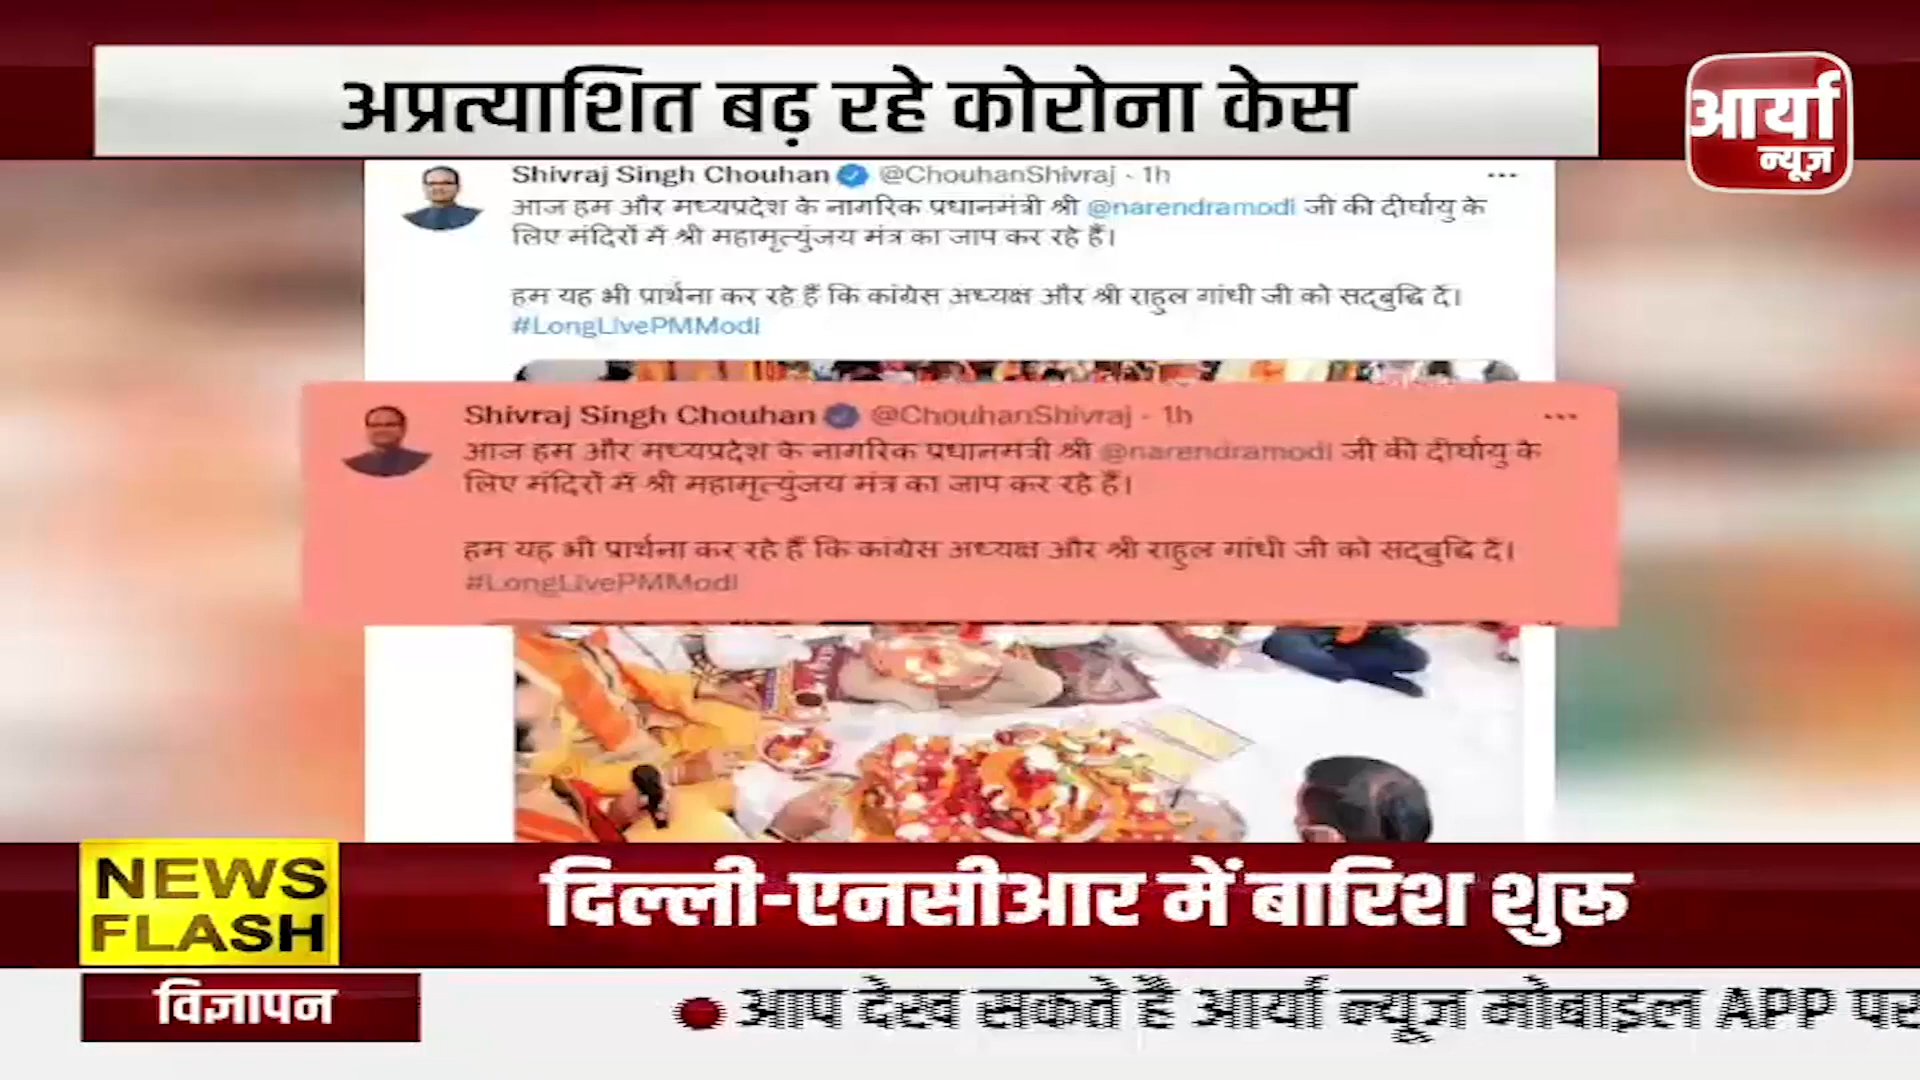 अप्रत्याशित बढ़ रहे कोरोना केस
आर्या
न्यूज़
Shivraj Singh Chouhan @ChouhanShivraj · 1h
आज हम और मध्यप्रदेश के नागरिक प्रधानमंत्री श्री @narendramodi जी की दीर्घायु के
लिए मंदिरों में श्री महामृत्युंजय मंत्र का जाप कर रहे हैं।
हम यह भी प्रार्थना कर रहे हैं कि कांग्रेस अध्यक्ष और श्री राहुल गांधी जी को सद्बुद्धि दें।
#LongLivePMModi
Shivraj Singh Chouhan @ChouhanShivraj · 1h
आज हम और मध्यप्रदेश के नागरिक प्रधानमंत्री श्री @narendramodi जी की दीर्घायु के
लिए मंदिरों में श्री महामृत्युंजय मंत्र का जाप कर रहे हैं।
हम यह भी प्रार्थना कर रहे हैं कि कांग्रेस अध्यक्ष और श्री राहुल गांधी जी को सद्बुद्धि दें।
#LongLivePMModi
NEWS
FLASH
दिल्ली-एनसीआर में बारिश शुरू
विज्ञापन
आप देख सकते हैं आर्या न्यूज़ मोबाइल APP पर